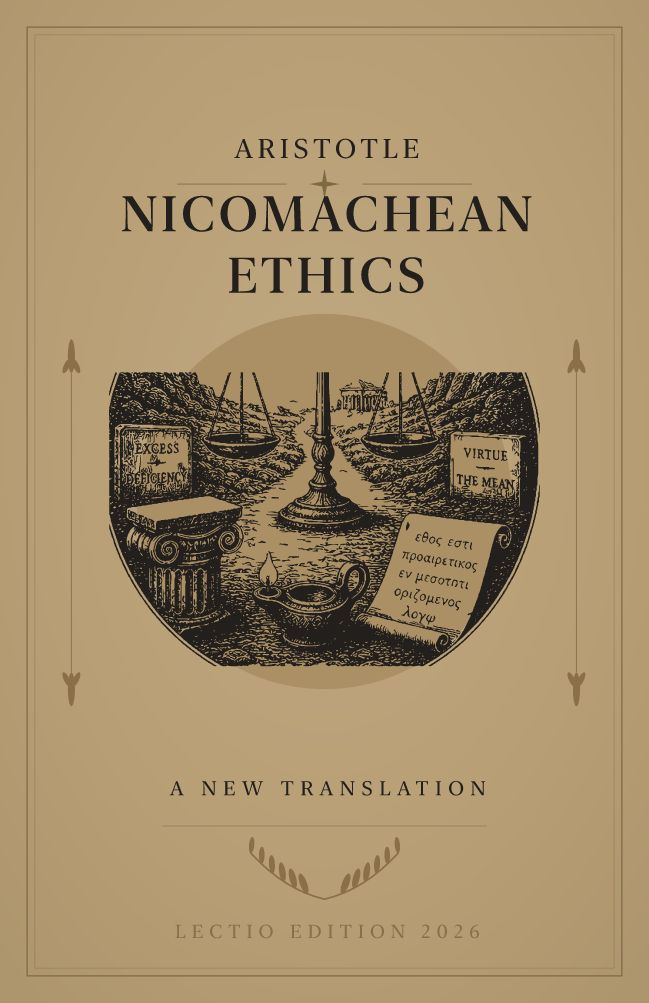 ARISTOTLE
NICOMACHEAN
ETHICS
EXCESS
DEFICIENCY
VIRTUE
THE MEAN
εθος εστι
προαιρετικος
εν μεσοτητι
οριζομενος
λογψ
A NEW TRANSLATION
LECTIO EDITION 2026